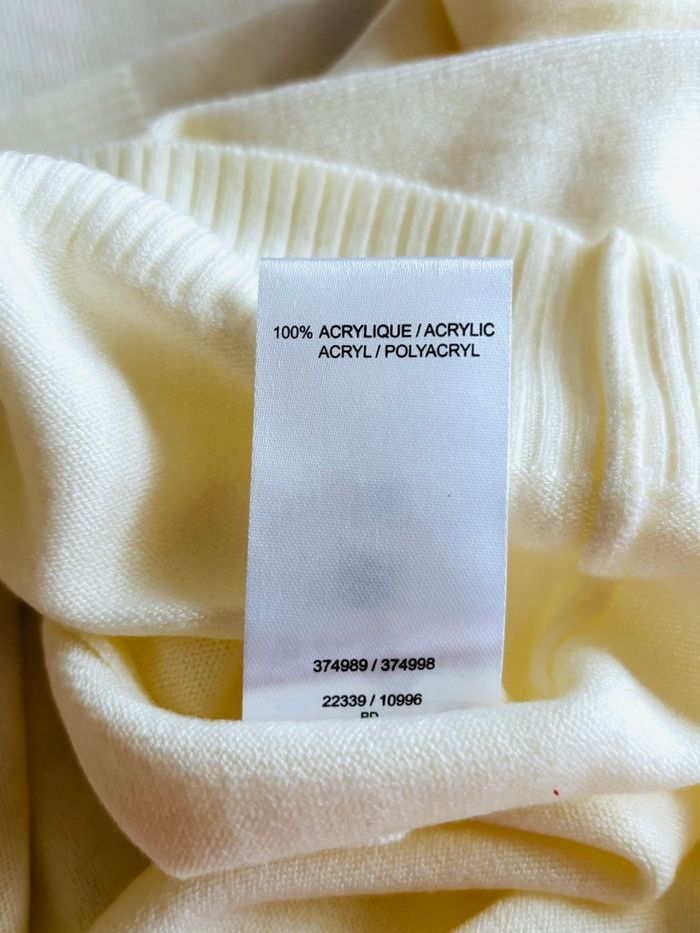 100% ACRYLIQUE / ACRYLIC
ACRYL / POLYACRYL
374989 / 374998
22339 / 10996